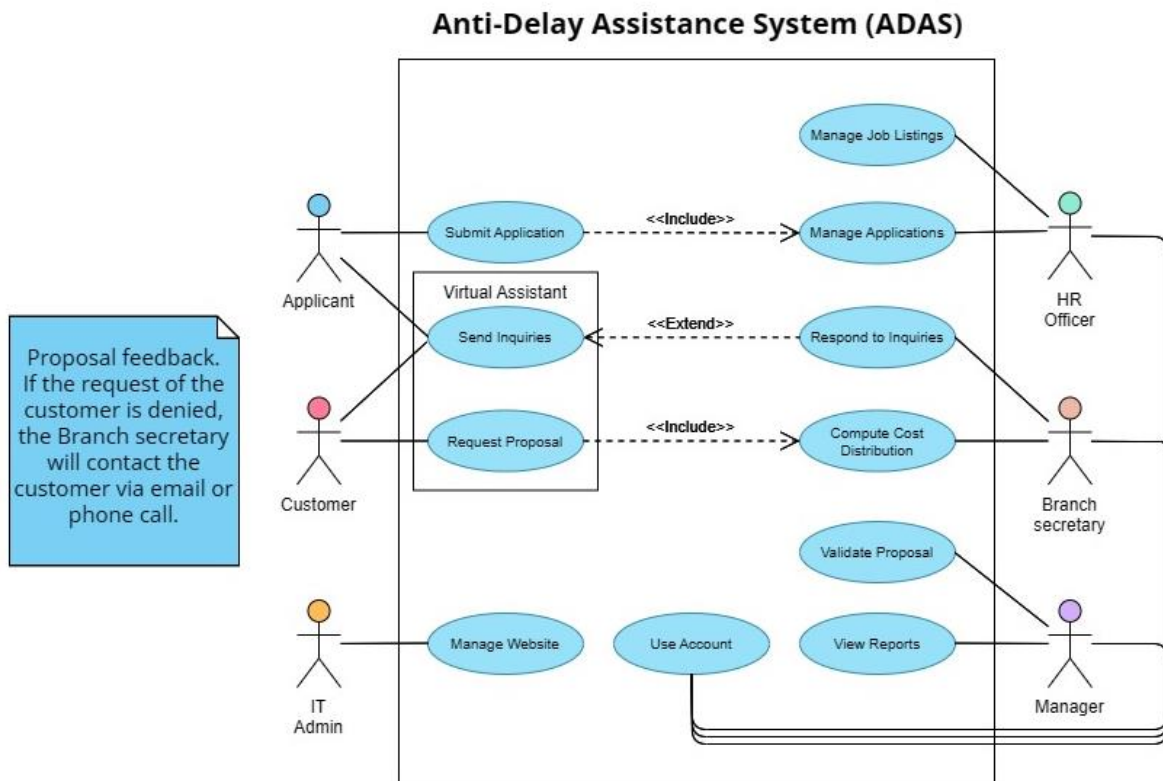 Anti-Delay Assistance System (ADAS)
Manage Job Listings
<<Include>>
Submit Application
Manage Applications
Applicant
HR
Officer
Virtual Assistant
<<Extend>>
Send Inquiries
Respond to Inquiries
Proposal feedback.
If the request of the
customer is denied,
the Branch secretary
will contact the
customer via email or
phone call.
<<Include>>
Request Proposal
Compute Cost
Distribution
Customer
Branch
secretary
Validate Proposal
Manage Website
Use Account
View Reports
IT
Admin
Manager